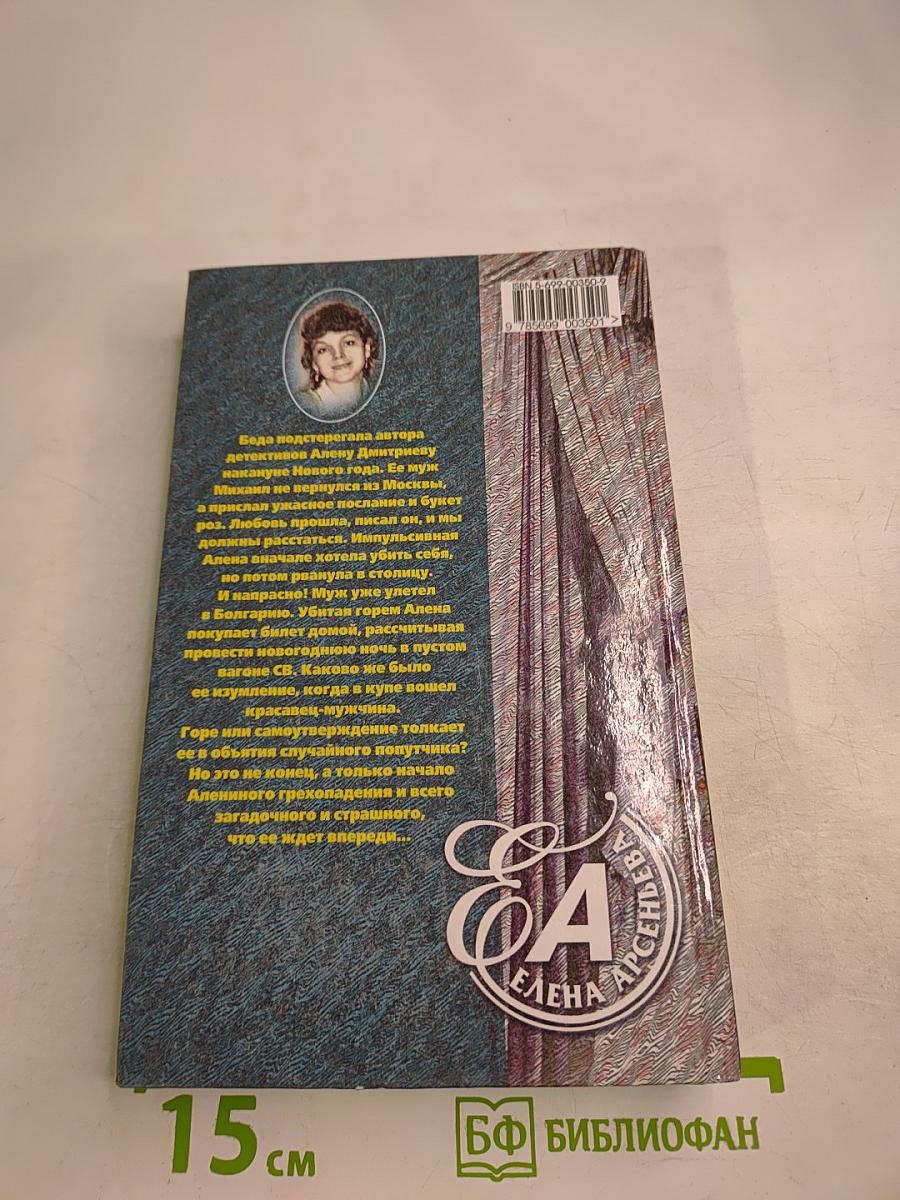 ISBN 5-699-00350-9
9 785699 003501 >
Беда подстерегала автора
детективов Алену Дмитриеву
накануне Нового года. Ее муж
Михаил не вернулся из Москвы,
а прислал ужасное послание и букет
роз. Любовь прошла, писал он, и мы
должны расстаться. Импульсивная
Алена вначале хотела убить себя,
но потом рванула в столицу.
И напрасно! Муж уже улетел
в Болгарию. Убитая горем Алена
покупает билет домой, рассчитывая
провести новогоднюю ночь в пустом
вагоне СВ. Каково же было
ее изумление, когда в купе вошел
красавец-мужчина.
Горе или самоутверждение толкает
ее в объятия случайного попутчика?
Но это не конец, а только начало
Алениного грехопадения и всего
загадочного и страшного,
что ее ждет впереди...
ЕА
ЕЛЕНА АРСЕНЬЕВА
15 см
БФ БИБЛИОФАН